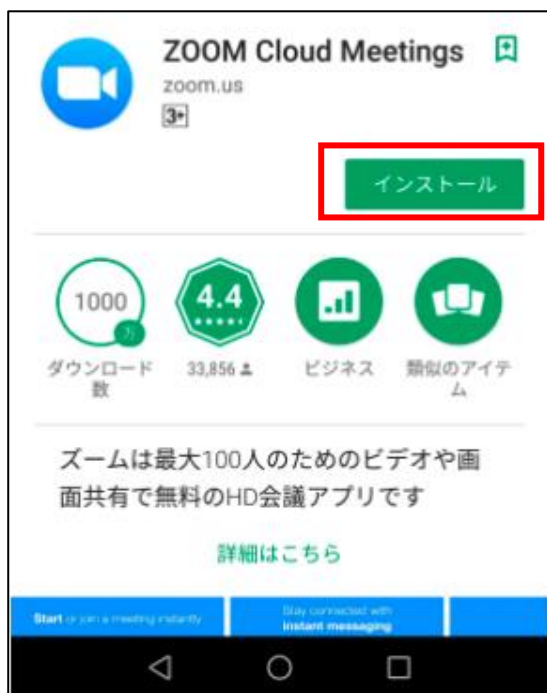 ZOOM Cloud Meetings
zoom.us
3+
インストール
1000
万
4.4
ダウンロード
数
33,856
ビジネス
類似のアイテ
ム
ズームは最大100人のためのビデオや画
面共有で無料のHD会議アプリです
詳細はこちら
Start or join a meeting instantly
Stay connected with
instant messaging